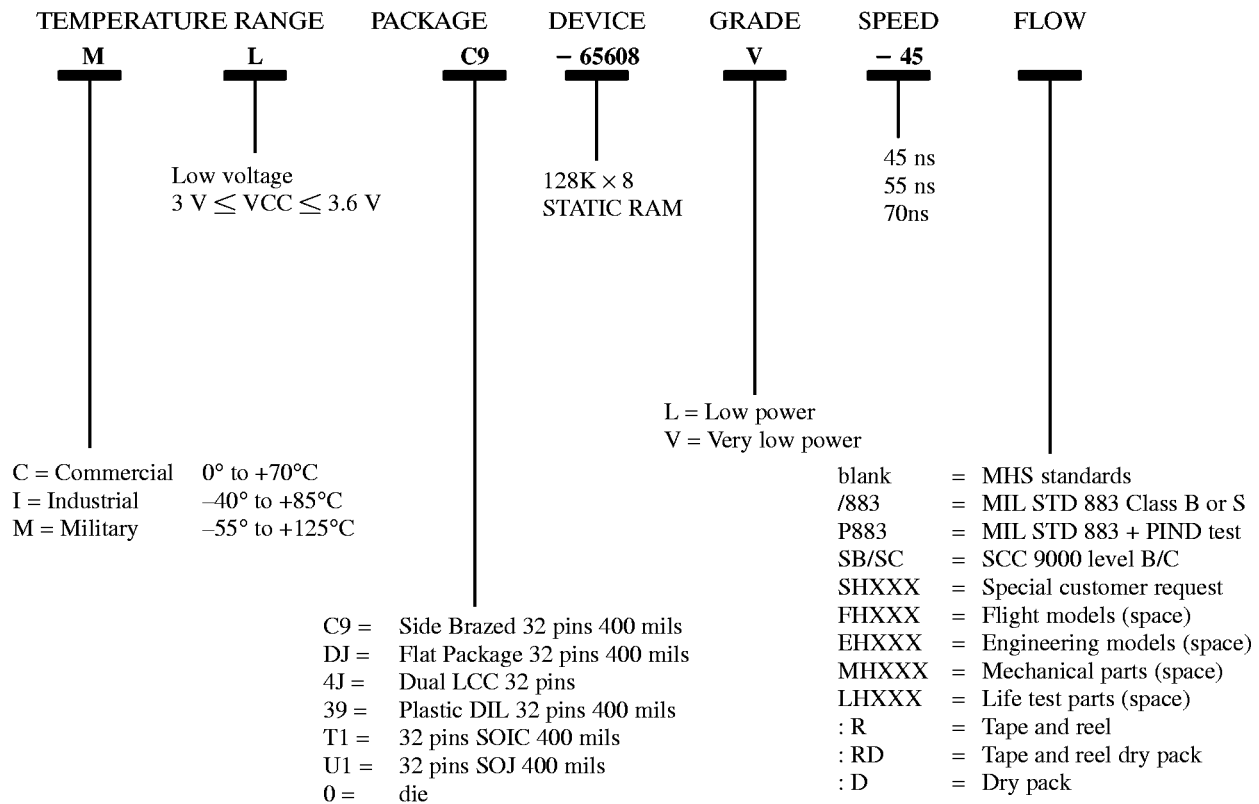 TEMPERATURE RANGE PACKAGE DEVICE GRADE SPEED FLOW
M L C9 – 65608 V – 45
Low voltage
3 V ≤ VCC ≤ 3.6 V
128K × 8
STATIC RAM
45 ns
55 ns
70ns
L = Low power
V = Very low power
C = Commercial 0° to +70°C
I = Industrial –40° to +85°C
M = Military –55° to +125°C
blank = MHS standards
/883 = MIL STD 883 Class B or S
P883 = MIL STD 883 + PIND test
SB/SC = SCC 9000 level B/C
SHXXX = Special customer request
FHXXX = Flight models (space)
EHXXX = Engineering models (space)
MHXXX = Mechanical parts (space)
LHXXX = Life test parts (space)
: R = Tape and reel
: RD = Tape and reel dry pack
: D = Dry pack
C9 = Side Brazed 32 pins 400 mils
DJ = Flat Package 32 pins 400 mils
4J = Dual LCC 32 pins
39 = Plastic DIL 32 pins 400 mils
T1 = 32 pins SOIC 400 mils
U1 = 32 pins SOJ 400 mils
0 = die